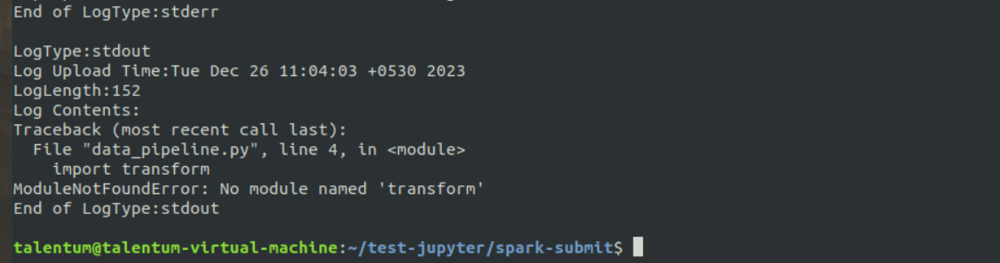 End of LogType:stderr
LogType:stdout
Log Upload Time:Tue Dec 26 11:04:03 +0530 2023
LogLength:152
Log Contents:
Traceback (most recent call last):
  File "data_pipeline.py", line 4, in <module>
    import transform
ModuleNotFoundError: No module named 'transform'
End of LogType:stdout
talentum@talentum-virtual-machine:~/test-jupyter/spark-submit$